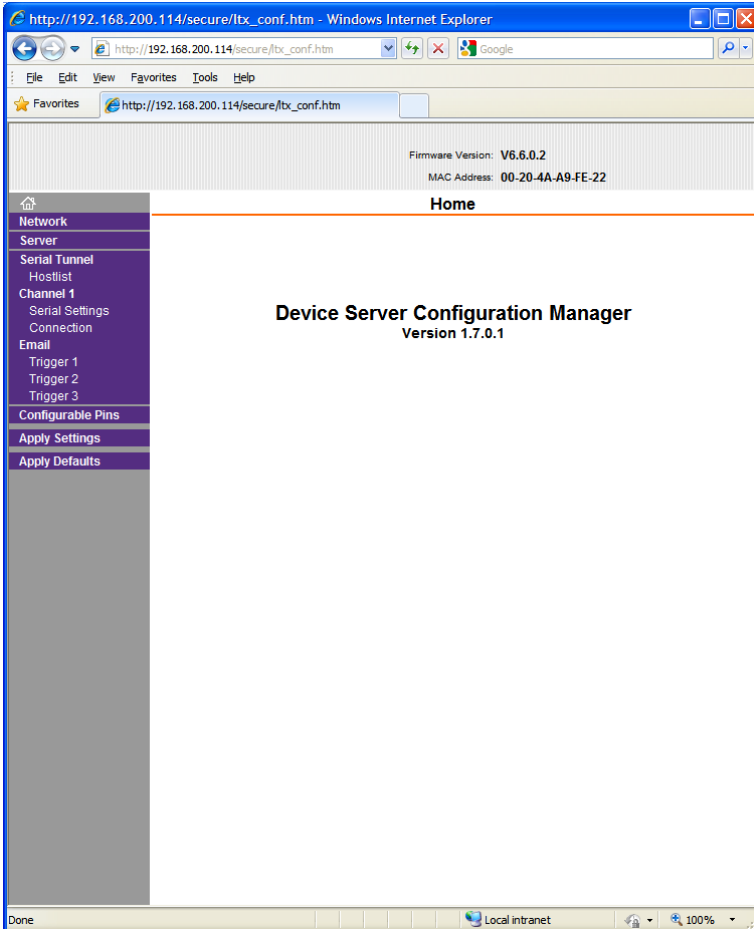 http://192.168.200.114/secure/ltx_conf.htm - Windows Internet Explorer
http://192.168.200.114/secure/ltx_conf.htm
Google
File Edit View Favorites Tools Help
Favorites
http://192.168.200.114/secure/ltx_conf.htm
Firmware Version: V6.6.0.2
MAC Address: 00-20-4A-A9-FE-22
Home
Network
Server
Serial Tunnel
Hostlist
Channel 1
Serial Settings
Connection
Email
Trigger 1
Trigger 2
Trigger 3
Configurable Pins
Apply Settings
Apply Defaults
Device Server Configuration Manager
Version 1.7.0.1
Done
Local intranet
100%